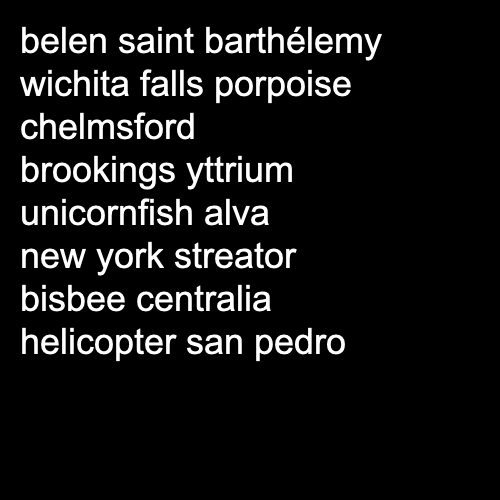 belen saint barthélemy
wichita falls porpoise
chelmsford
brookings yttrium
unicornfish alva
new york streator
bisbee centralia
helicopter san pedro